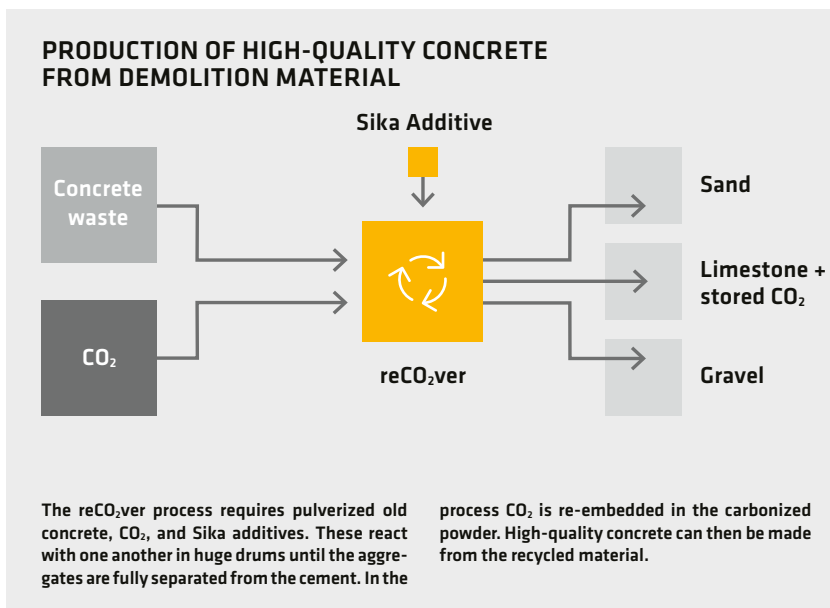 PRODUCTION OF HIGH-QUALITY CONCRETE
FROM DEMOLITION MATERIAL
Sika Additive
Concrete
waste
CO₂
reCO₂ver
Sand
Limestone +
stored CO₂
Gravel
The reCO₂ver process requires pulverized old
concrete, CO₂, and Sika additives. These react
with one another in huge drums until the aggre-
gates are fully separated from the cement. In the
process CO₂ is re-embedded in the carbonized
powder. High-quality concrete can then be made
from the recycled material.